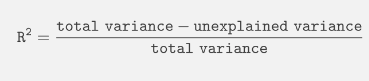 R² = (total variance − unexplained variance) / total variance